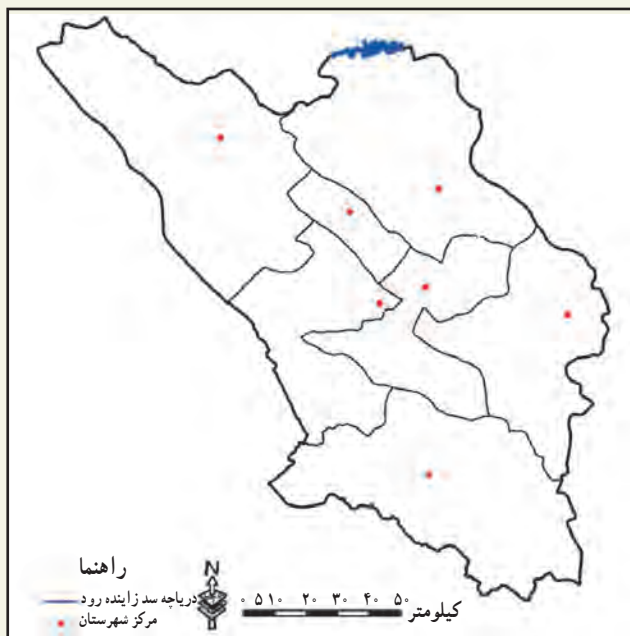 راهنما
دریاچه سد زاینده رود
مرکز شهرستان
N
۰ ۵ ۱۰ ۲۰ ۳۰ ۴۰ ۵۰
کیلومتر